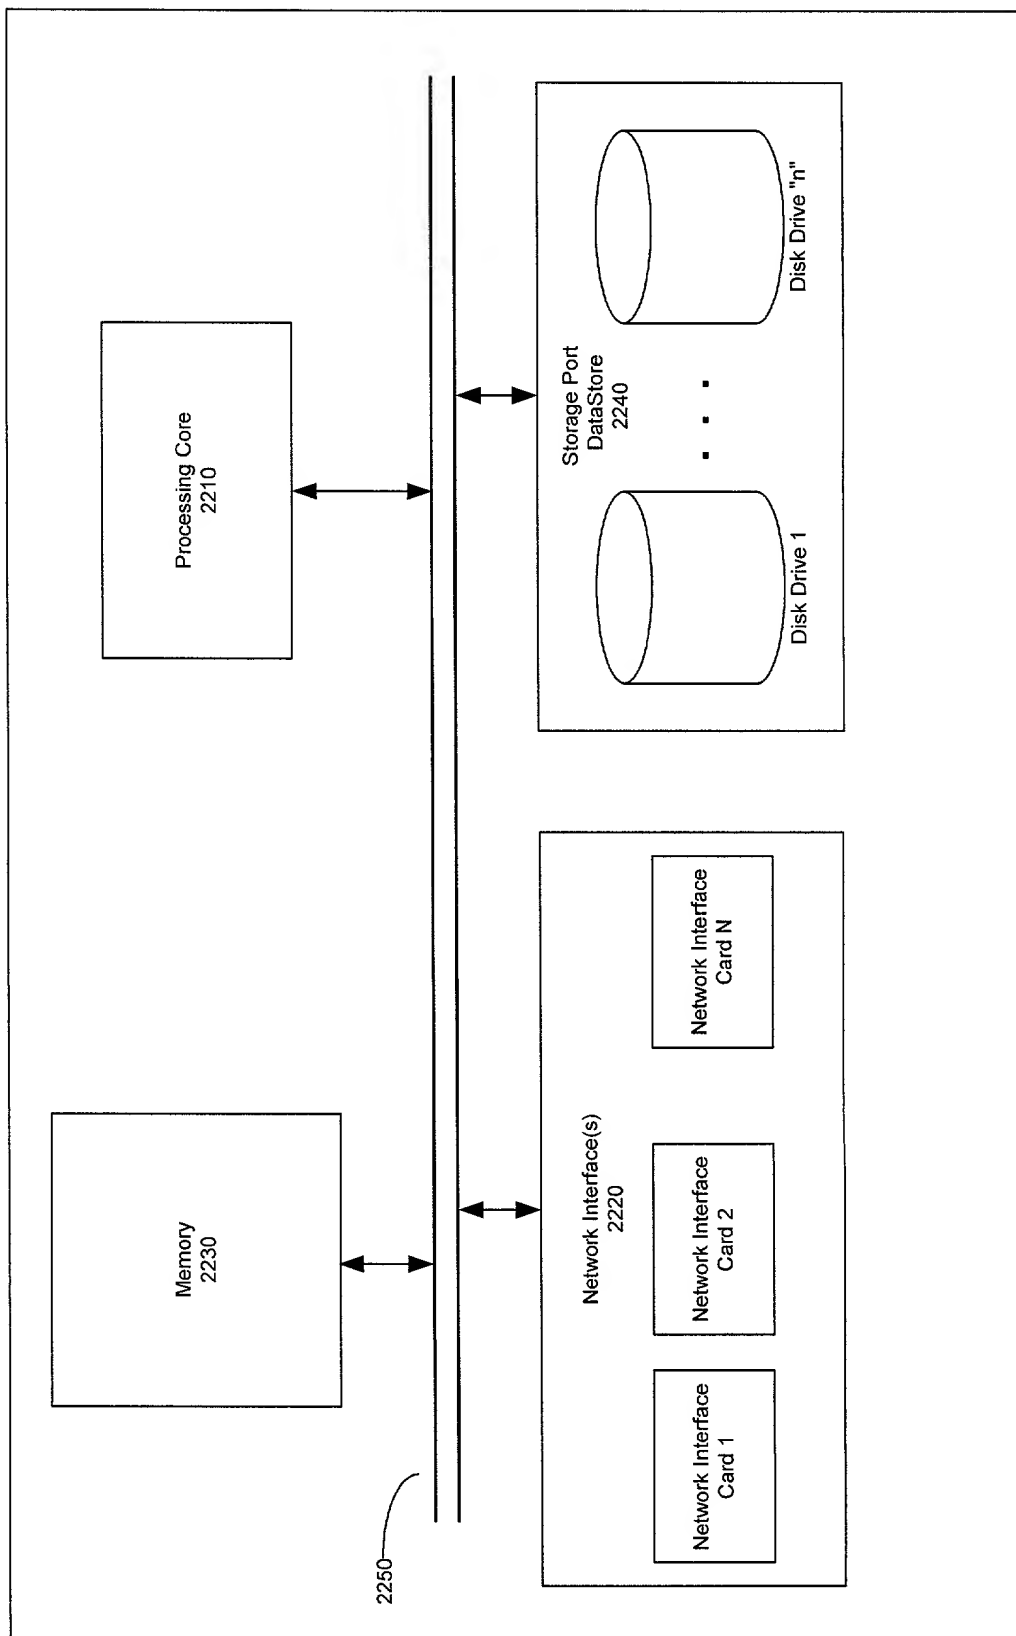 Memory
2230
Processing Core
2210
2250
Network Interface(s)
2220
Network Interface
Card 1
Network Interface
Card 2
Network Interface
Card N
Storage Port
DataStore
2240
Disk Drive 1
Disk Drive "n"